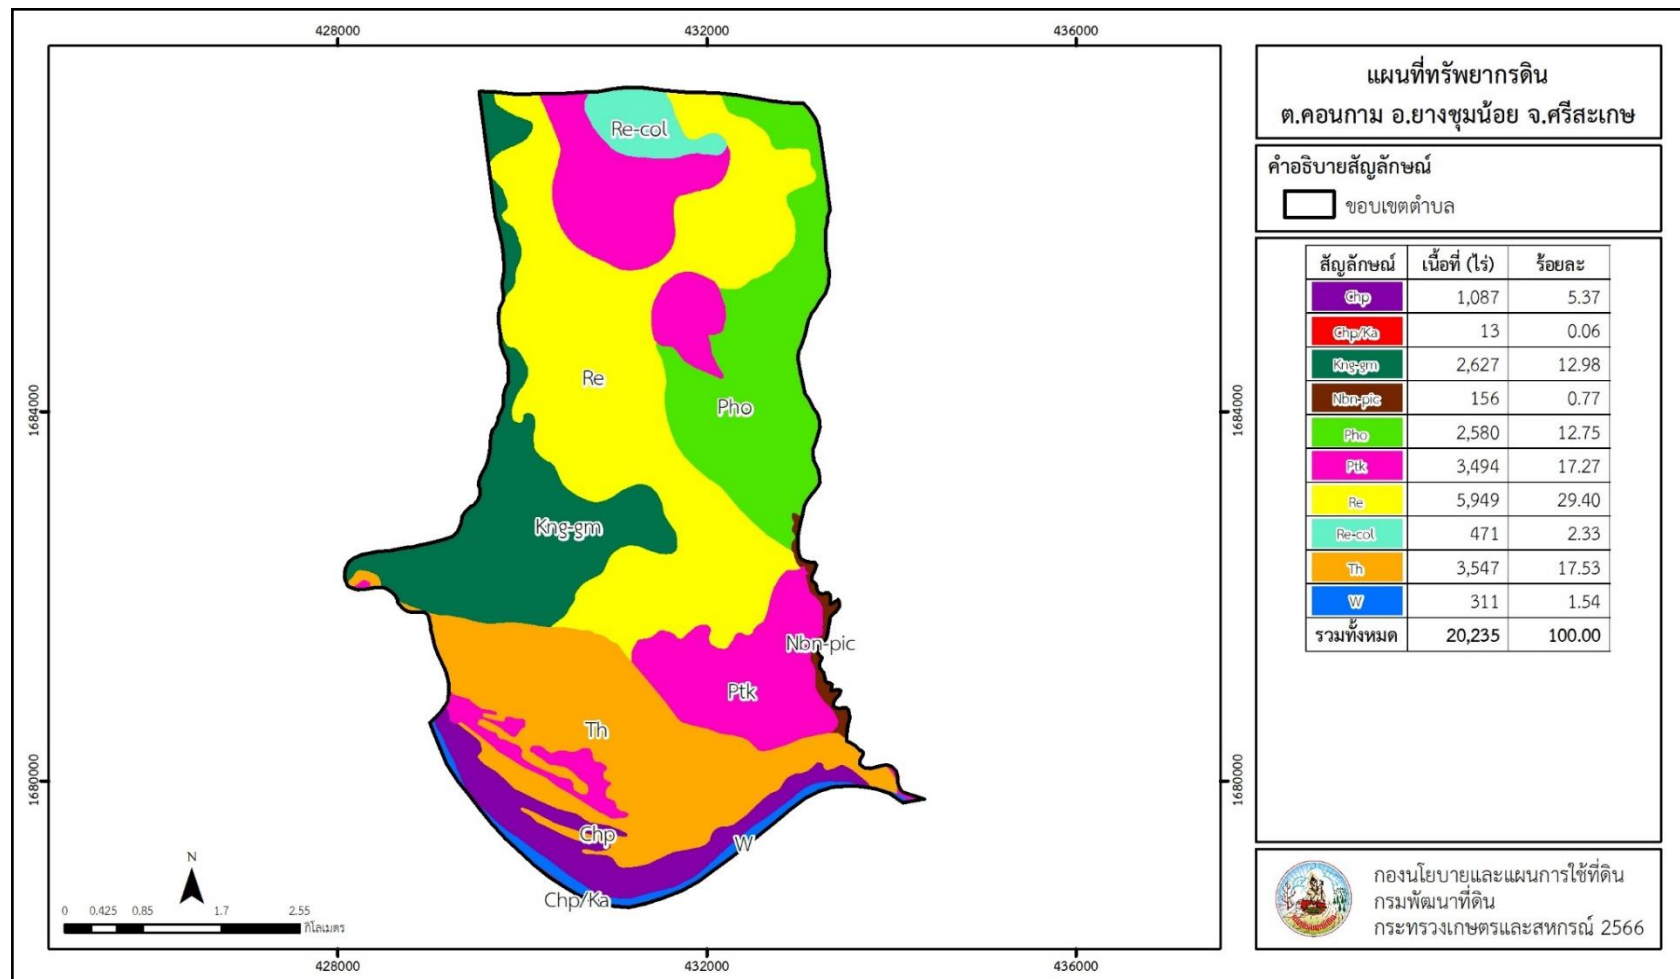 428000
432000
436000
แผนที่ทรัพยากรดิน
ต.คอนกาม อ.ยางชุมน้อย จ.ศรีสะเกษ
คำอธิบายสัญลักษณ์
ขอบเขตตำบล
สัญลักษณ์ เนื้อที่ (ไร่) ร้อยละ
Chp 1,087 5.37
Chp/Ka 13 0.06
Kng-gm 2,627 12.98
Nbn-pic 156 0.77
Pho 2,580 12.75
Ptk 3,494 17.27
Re 5,949 29.40
Re-col 471 2.33
Th 3,547 17.53
W 311 1.54
รวมทั้งหมด 20,235 100.00
Re-col
Re
Pho
1684000
1684000
Kng-gm
Nbn-pic
Ptk
Th
1680000
1680000
Chp
W
Chp/Ka
N
0 0.425 0.85 1.7 2.55
กิโลเมตร
428000
432000
436000
กองนโยบายและแผนการใช้ที่ดิน
กรมพัฒนาที่ดิน
กระทรวงเกษตรและสหกรณ์ 2566